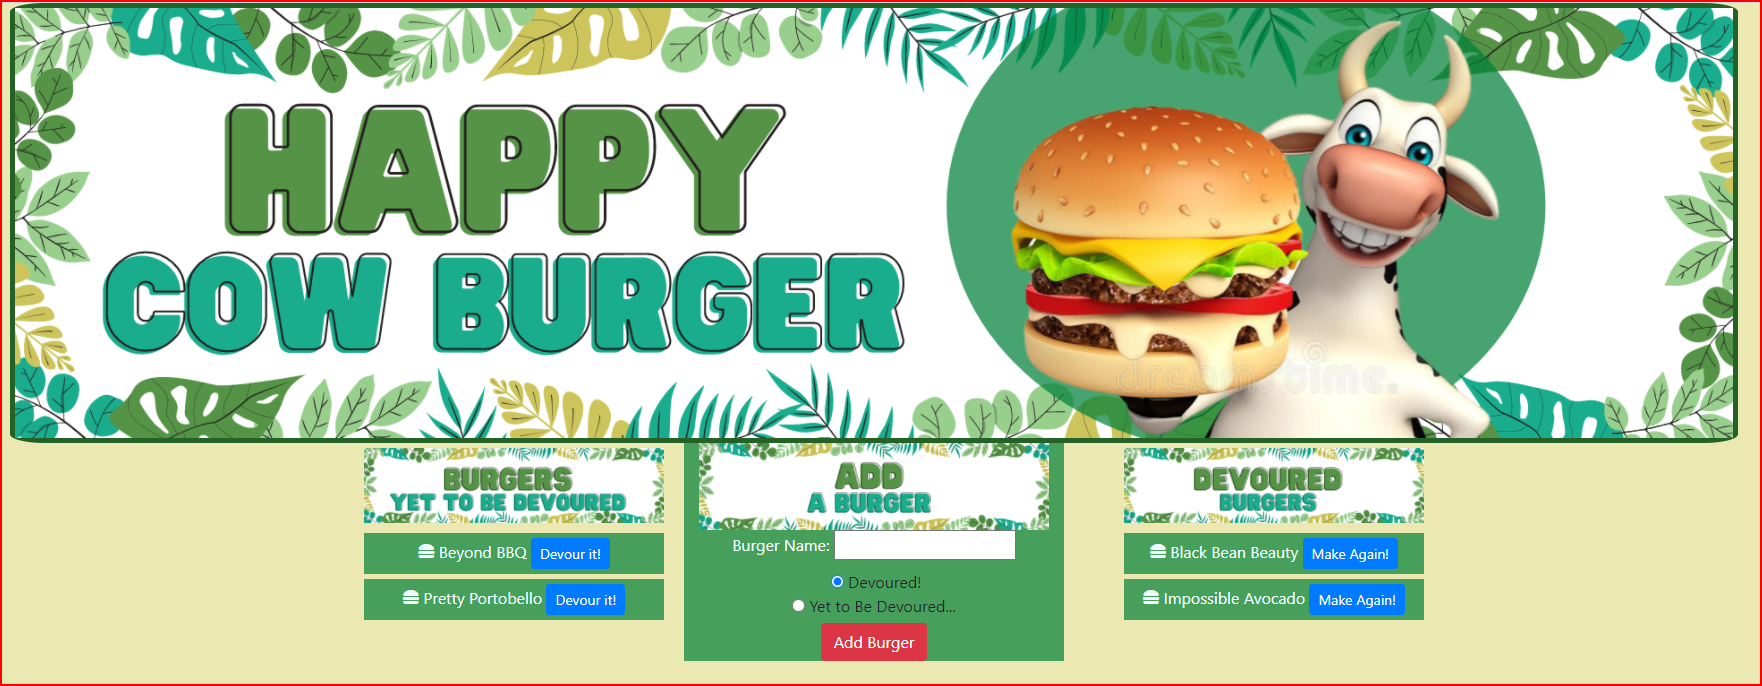 HAPPY
COW BURGER
dreamstime.
BURGERS
YET TO BE DEVOURED
Beyond BBQ Devour it!
Pretty Portobello Devour it!
ADD
A BURGER
Burger Name:
Devoured!
Yet to Be Devoured...
Add Burger
DEVOURED
BURGERS
Black Bean Beauty Make Again!
Impossible Avocado Make Again!